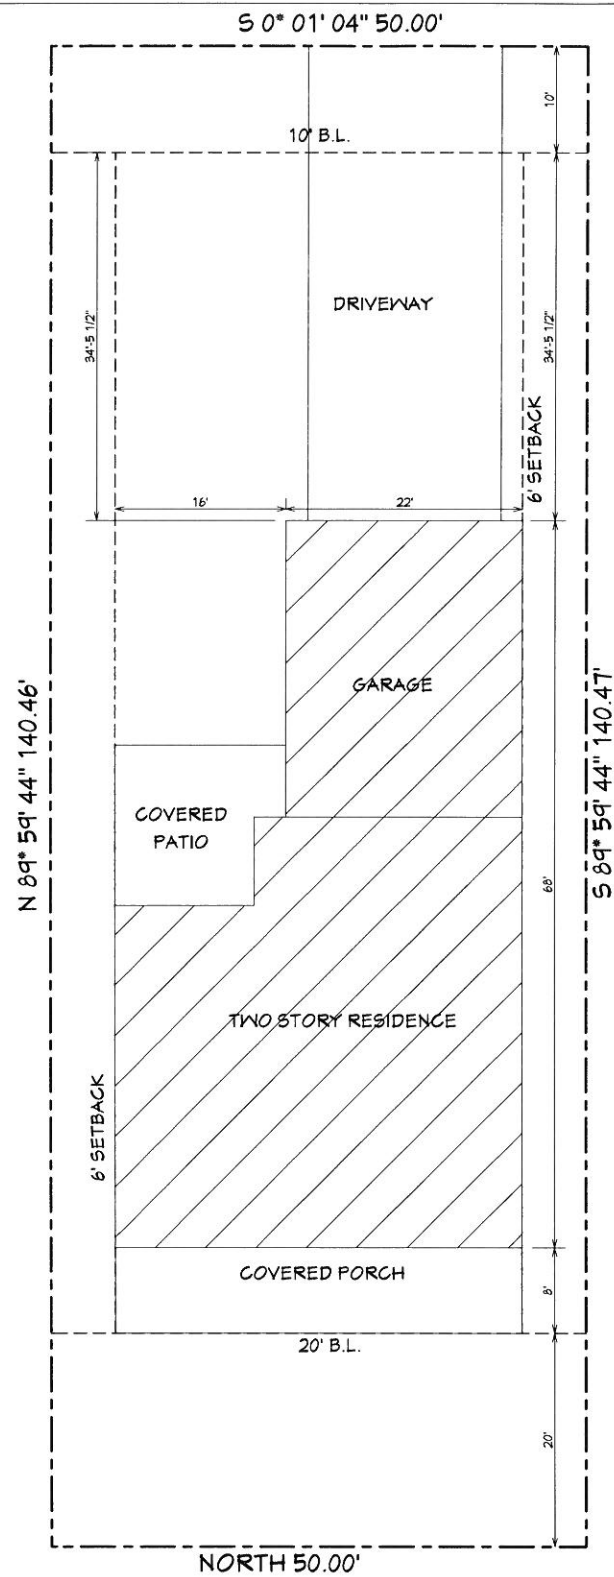 S 0° 01' 04" 50.00'
10'
10' B.L.
DRIVEWAY
34'-5 1/2"
34'-5 1/2"
6' SETBACK
16'
22'
GARAGE
N 89° 59' 44" 140.46'
S 89° 59' 44" 140.47'
COVERED
PATIO
68'
TWO STORY RESIDENCE
6' SETBACK
COVERED PORCH
8'
20' B.L.
20'
NORTH 50.00'